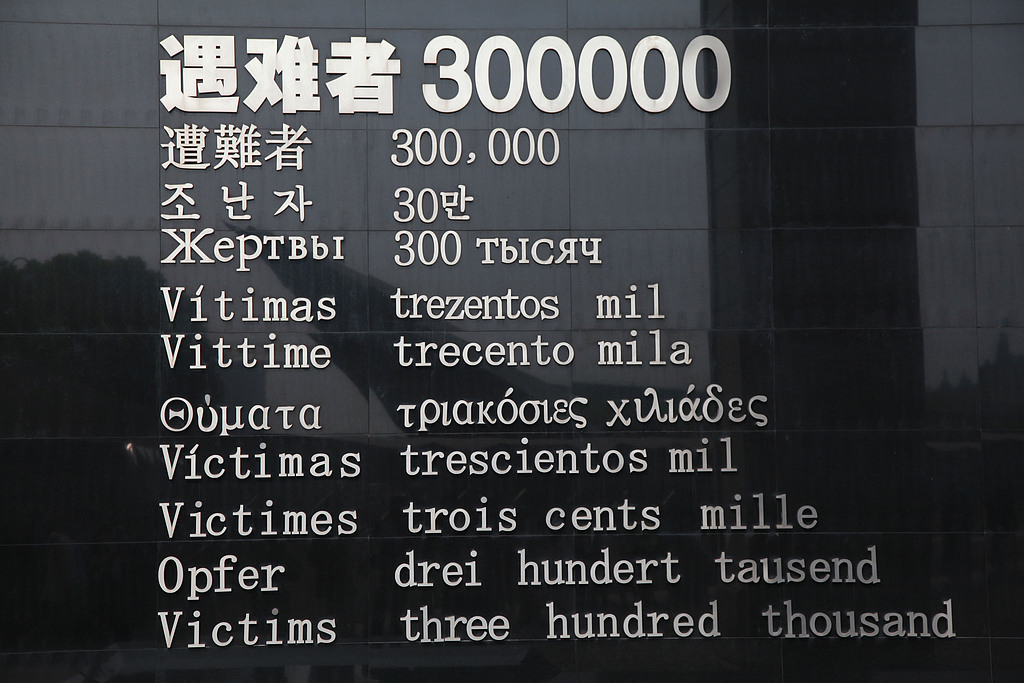 遇难者 300000
遭難者 300,000
조난자 30만
Жертвы 300 тысяч
Vítimas trezentos mil
Vittime trecento mila
Θύματα τριακόσιες χιλιάδες
Víctimas trescientos mil
Victimes trois cents mille
Opfer drei hundert tausend
Victims three hundred thousand